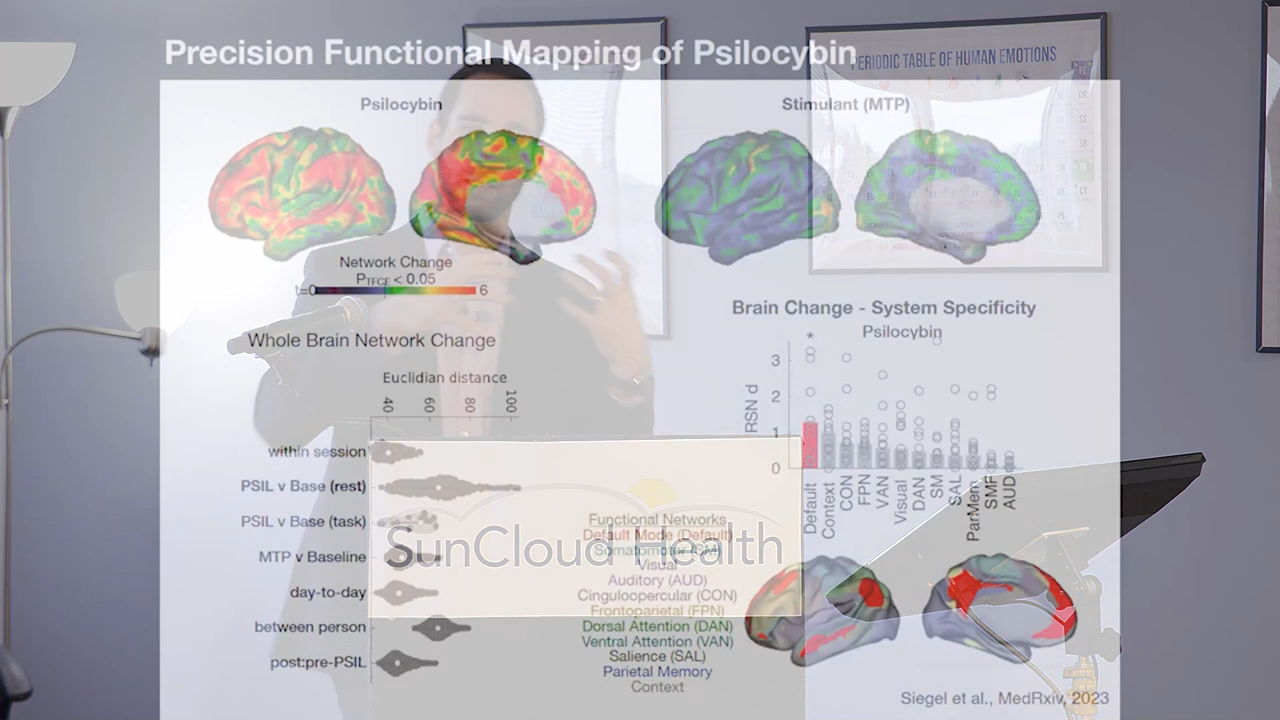 Precision Functional Mapping of Psilocybin
PERIODIC TABLE OF HUMAN EMOTIONS
Psilocybin
Stimulant (MTP)
Network Change
PTFCE < 0.05
t=0
6
Whole Brain Network Change
Euclidian distance
40 60 80 100
within session
PSIL v Base (rest)
PSIL v Base (task)
MTP v Baseline
day-to-day
between person
post:pre-PSIL
SunCloud Health
Functional Networks
Default Mode (Default)
Somatomotor (SM)
Visual
Auditory (AUD)
Cinguloopercular (CON)
Frontoparietal (FPN)
Dorsal Attention (DAN)
Ventral Attention (VAN)
Salience (SAL)
Parietal Memory
Context
Brain Change - System Specificity
Psilocybin
RSN d
3
2
1
0
*
Default
Context
CON
FPN
VAN
Visual
DAN
SM
SAL
ParMem
SMF
AUD
Siegel et al., MedRxiv, 2023